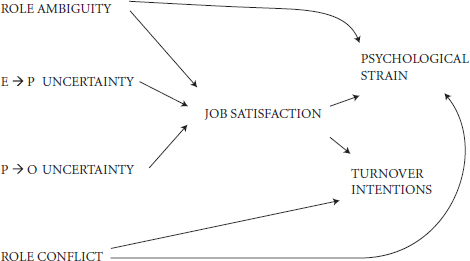 ROLE AMBIGUITY
PSYCHOLOGICAL
STRAIN
E → P UNCERTAINTY
JOB SATISFACTION
P → O UNCERTAINTY
TURNOVER
INTENTIONS
ROLE CONFLICT